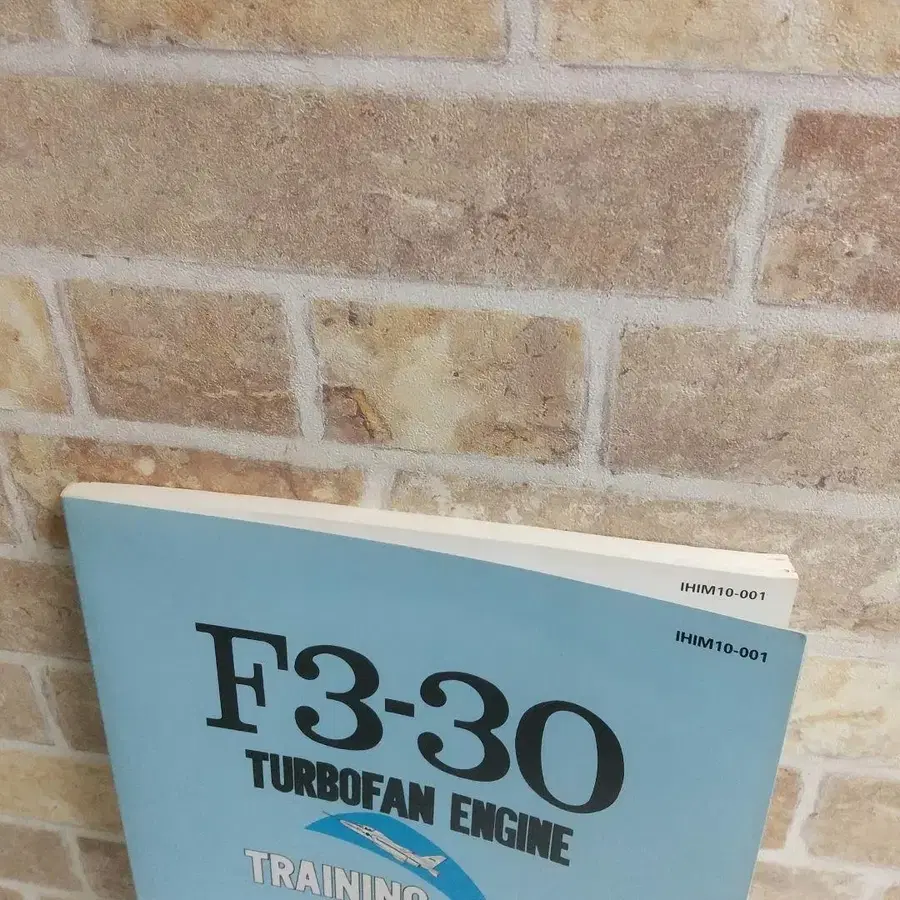 IHIM10-001
IHIM10-001
F3-30
TURBOFAN ENGINE
TRAINING